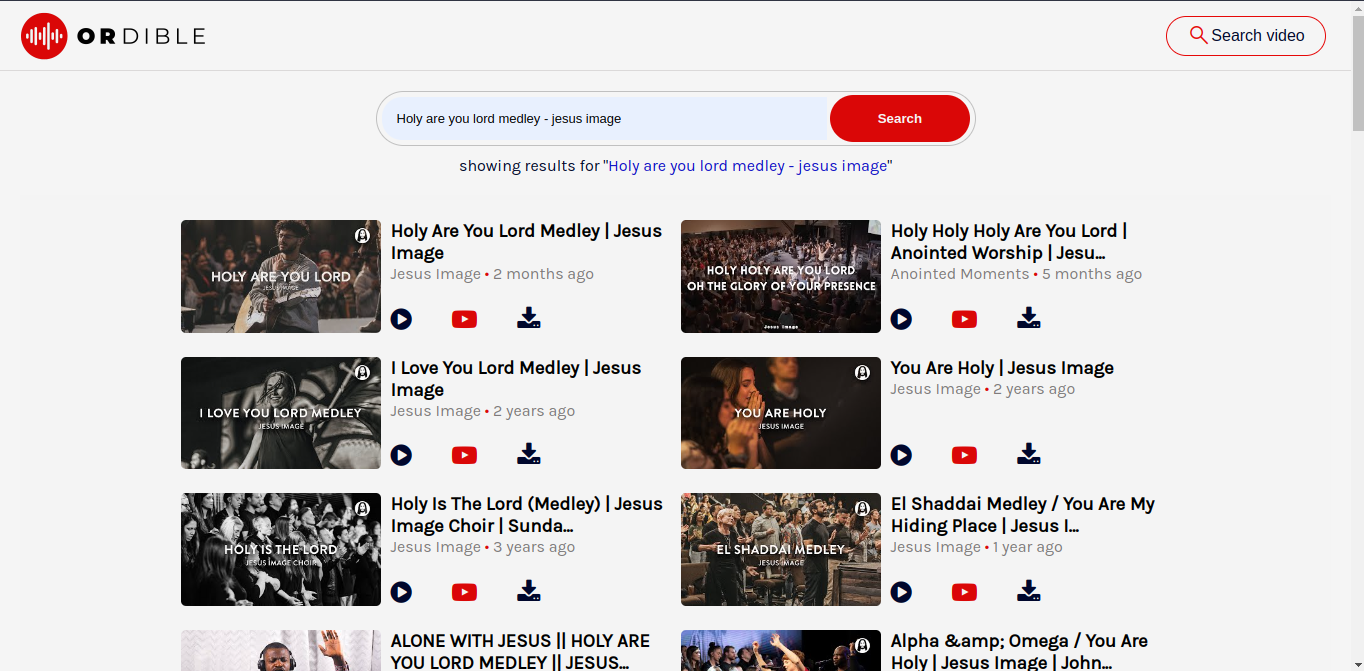 ORDIBLE
Search video
Holy are you lord medley - jesus image
Search
showing results for "Holy are you lord medley - jesus image"
HOLY ARE YOU LORD
JESUS IMAGE
Holy Are You Lord Medley | Jesus
Image
Jesus Image • 2 months ago
HOLY HOLY ARE YOU LORD
OH THE GLORY OF YOUR PRESENCE
Jesus Image
Holy Holy Holy Are You Lord |
Anointed Worship | Jesu...
Anointed Moments • 5 months ago
I LOVE YOU LORD MEDLEY
JESUS IMAGE
I Love You Lord Medley | Jesus
Image
Jesus Image • 2 years ago
YOU ARE HOLY
JESUS IMAGE
You Are Holy | Jesus Image
Jesus Image • 2 years ago
HOLY IS THE LORD
JESUS IMAGE CHOIR
Holy Is The Lord (Medley) | Jesus
Image Choir | Sunda...
Jesus Image • 3 years ago
EL SHADDAI MEDLEY
JESUS IMAGE
El Shaddai Medley / You Are My
Hiding Place | Jesus I...
Jesus Image • 1 year ago
ALONE WITH JESUS || HOLY ARE
YOU LORD MEDLEY || JESUS...
Alpha &amp; Omega / You Are
Holy | Jesus Image | John...